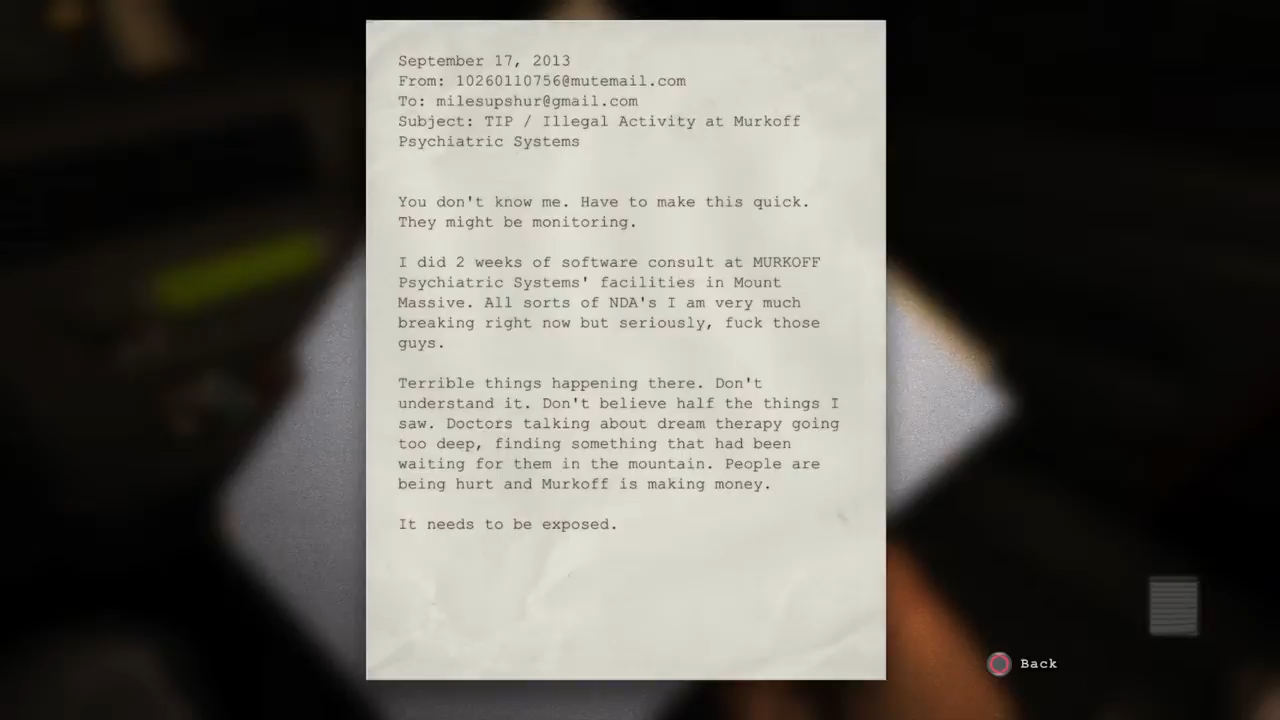 September 17, 2013
From: 10260110756@mutemail.com
To: milesupshur@gmail.com
Subject: TIP / Illegal Activity at Murkoff
Psychiatric Systems
You don't know me. Have to make this quick.
They might be monitoring.
I did 2 weeks of software consult at MURKOFF
Psychiatric Systems' facilities in Mount
Massive. All sorts of NDA's I am very much
breaking right now but seriously, fuck those
guys.
Terrible things happening there. Don't
understand it. Don't believe half the things I
saw. Doctors talking about dream therapy going
too deep, finding something that had been
waiting for them in the mountain. People are
being hurt and Murkoff is making money.
It needs to be exposed.
Back